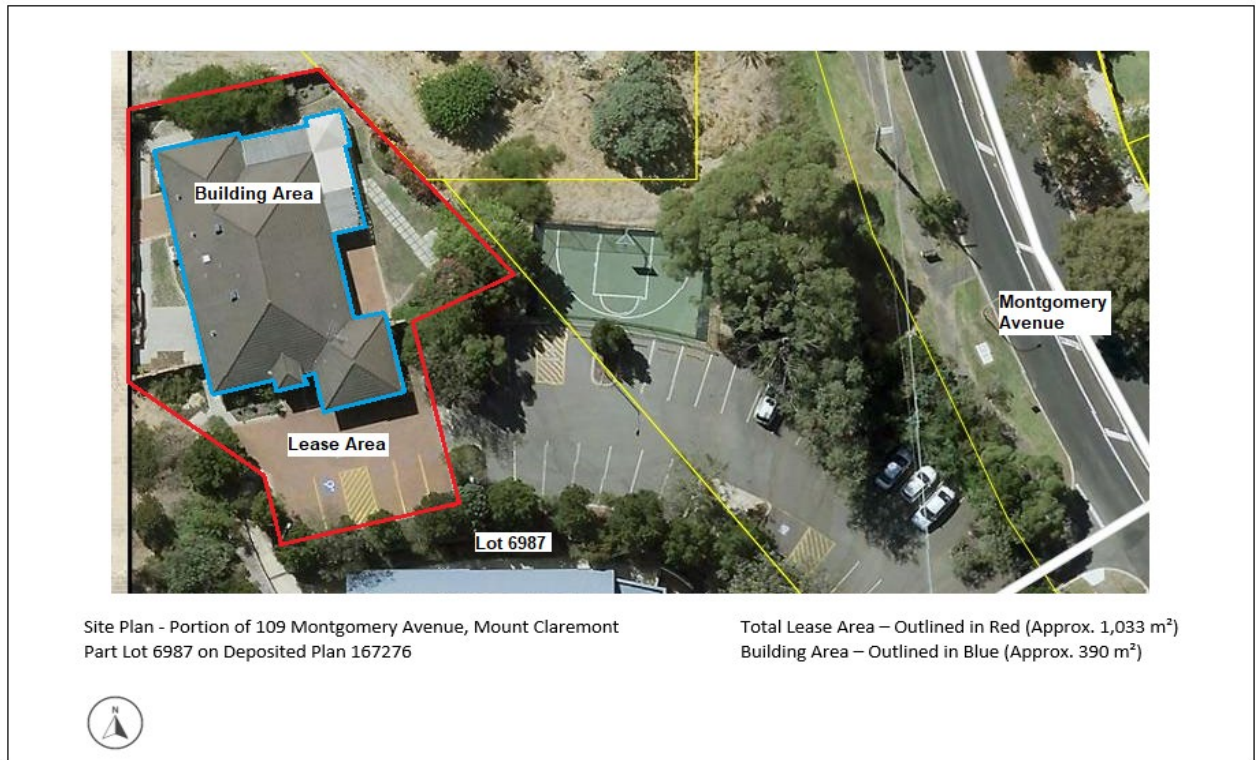 Building Area
Montgomery
Avenue
Lease Area
Lot 6987
Site Plan - Portion of 109 Montgomery Avenue, Mount Claremont
Part Lot 6987 on Deposited Plan 167276
Total Lease Area – Outlined in Red (Approx. 1,033 m²)
Building Area – Outlined in Blue (Approx. 390 m²)
N